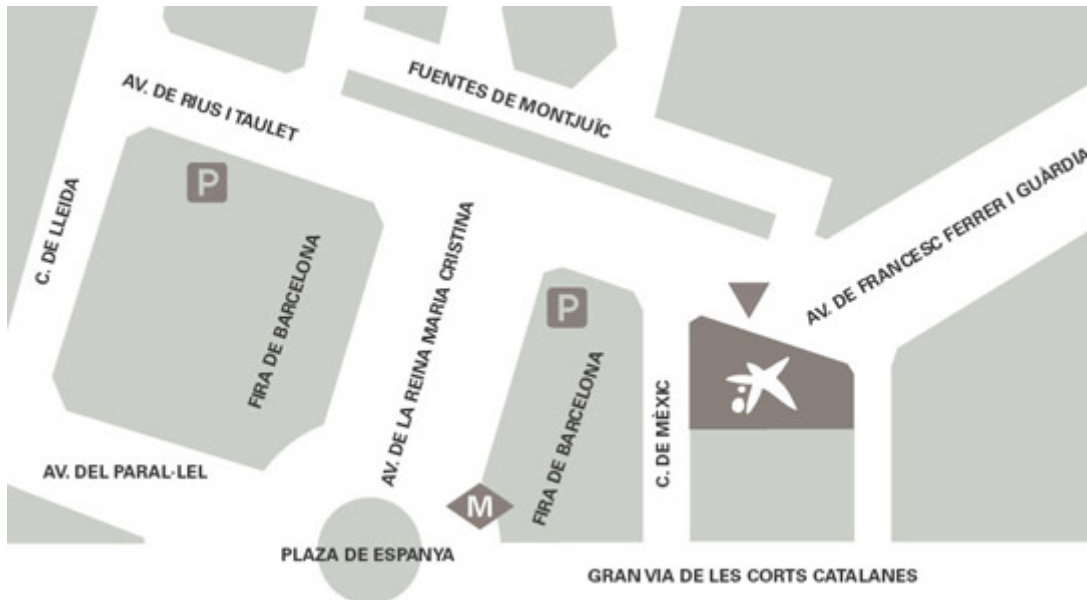 FUENTES DE MONTJUÏC
AV. DE RIUS I TAULET
P
C. DE LLEIDA
FIRA DE BARCELONA
AV. DE LA REINA MARIA CRISTINA
P
FIRA DE BARCELONA
AV. DE FRANCESC FERRER I GUÀRDIA
C. DE MÈXIC
AV. DEL PARAL·LEL
M
PLAZA DE ESPANYA
GRAN VIA DE LES CORTS CATALANES